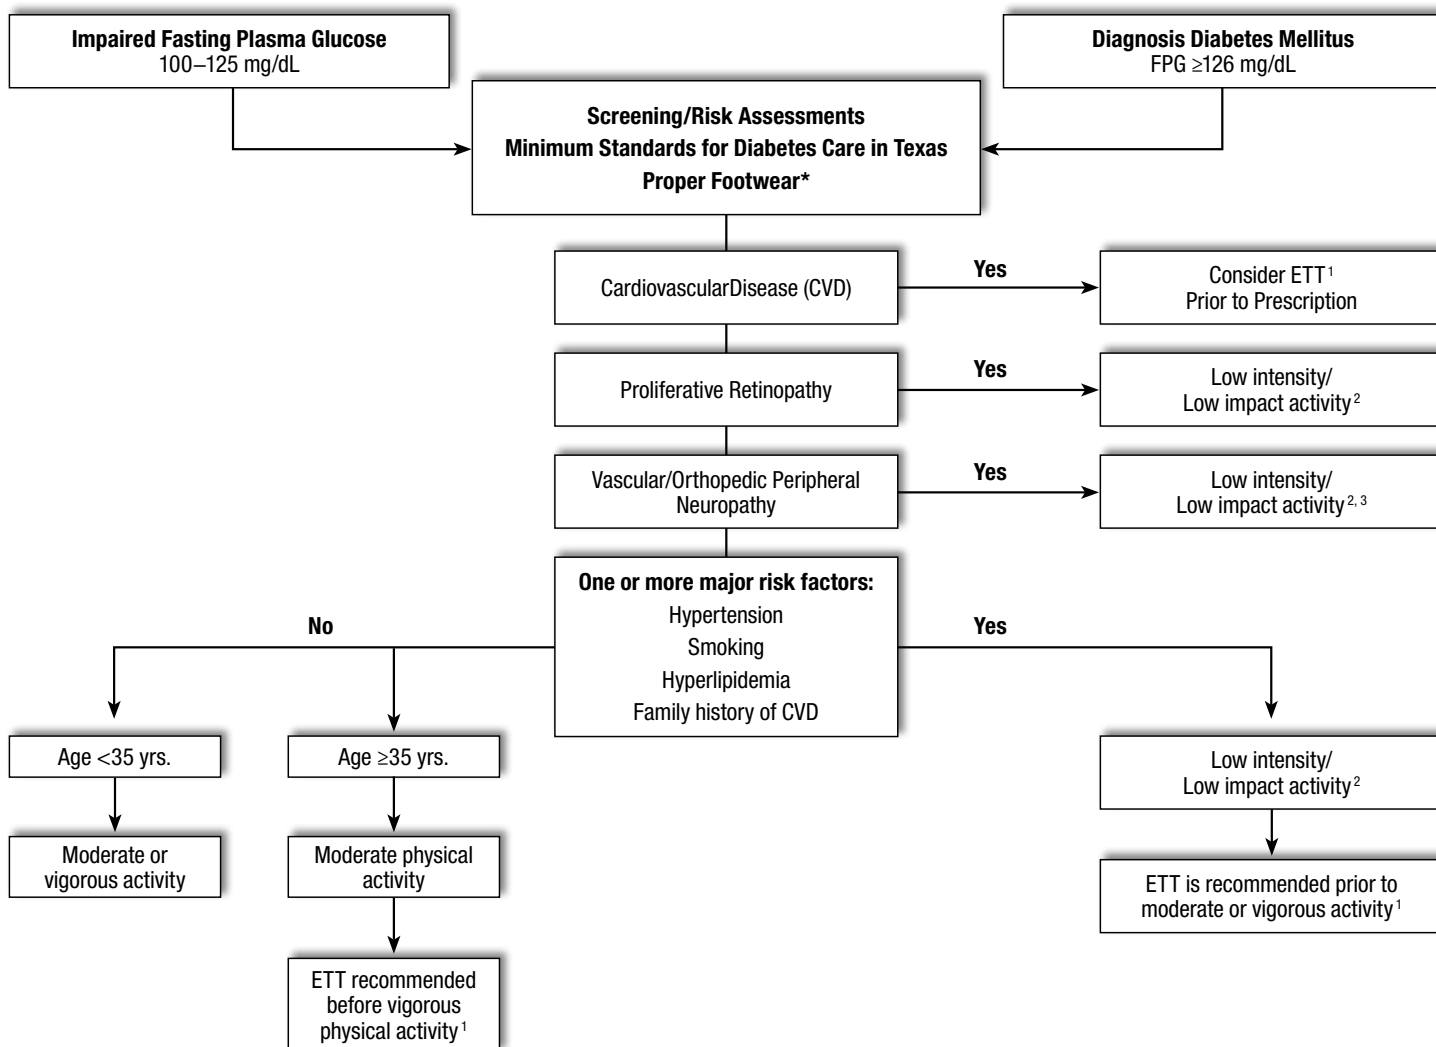 Impaired Fasting Plasma Glucose
100–125 mg/dL
Diagnosis Diabetes Mellitus
FPG ≥126 mg/dL
Screening/Risk Assessments
Minimum Standards for Diabetes Care in Texas
Proper Footwear*
CardiovascularDisease (CVD)
Yes
Consider ETT 1
Prior to Prescription
Proliferative Retinopathy
Yes
Low intensity/
Low impact activity 2
Vascular/Orthopedic Peripheral
Neuropathy
Yes
Low intensity/
Low impact activity 2, 3
One or more major risk factors:
Hypertension
Smoking
Hyperlipidemia
Family history of CVD
No
Yes
Age <35 yrs.
Age ≥35 yrs.
Low intensity/
Low impact activity 2
Moderate or
vigorous activity
Moderate physical
activity
ETT is recommended prior to
moderate or vigorous activity 1
ETT recommended
before vigorous
physical activity 1